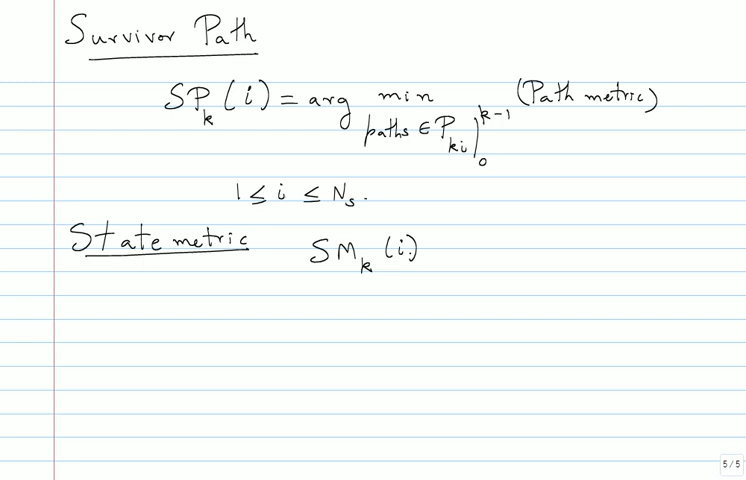 Survivor Path
SP_k(i) = arg min (Path metric)
paths ∈ P_ki |_0^k-1
1 ≤ i ≤ N_s.
State metric SM_k(i)
5/5